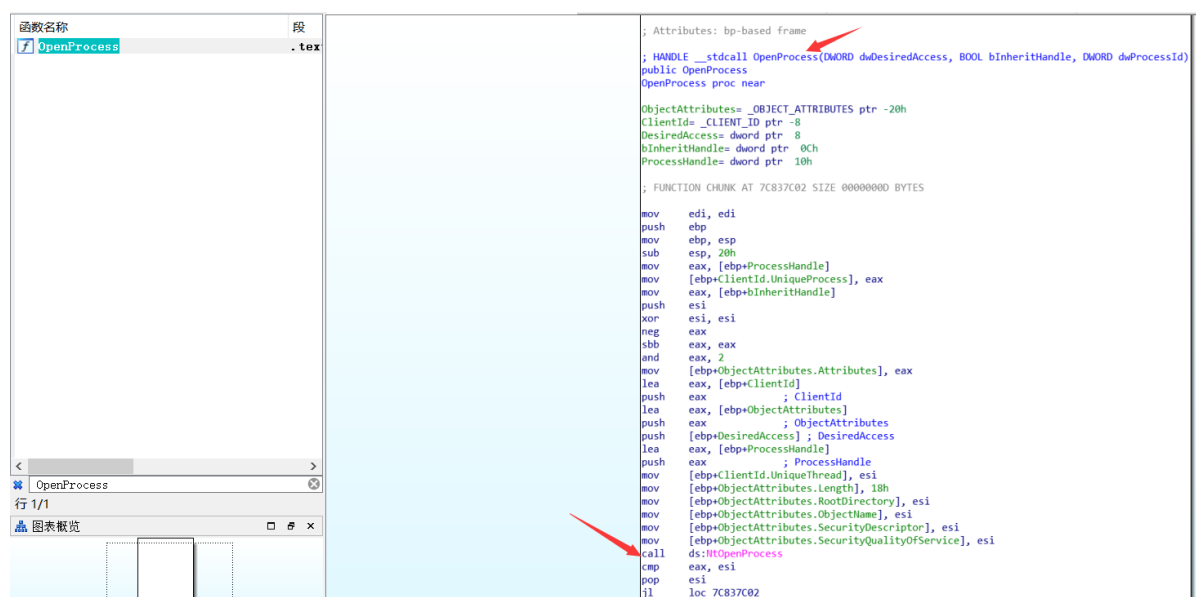 函数名称 段
f OpenProcess .tex
OpenProcess
行 1/1
图表概览
; Attributes: bp-based frame
; HANDLE __stdcall OpenProcess(DWORD dwDesiredAccess, BOOL bInheritHandle, DWORD dwProcessId)
public OpenProcess
OpenProcess proc near
ObjectAttributes= _OBJECT_ATTRIBUTES ptr -20h
ClientId= _CLIENT_ID ptr -8
DesiredAccess= dword ptr  8
bInheritHandle= dword ptr  0Ch
ProcessHandle= dword ptr  10h
; FUNCTION CHUNK AT 7C837C02 SIZE 0000000D BYTES
mov     edi, edi
push    ebp
mov     ebp, esp
sub     esp, 20h
mov     eax, [ebp+ProcessHandle]
mov     [ebp+ClientId.UniqueProcess], eax
mov     eax, [ebp+bInheritHandle]
push    esi
xor     esi, esi
neg     eax
sbb     eax, eax
and     eax, 2
mov     [ebp+ObjectAttributes.Attributes], eax
lea     eax, [ebp+ClientId]
push    eax             ; ClientId
lea     eax, [ebp+ObjectAttributes]
push    eax             ; ObjectAttributes
push    [ebp+DesiredAccess] ; DesiredAccess
lea     eax, [ebp+ProcessHandle]
push    eax             ; ProcessHandle
mov     [ebp+ClientId.UniqueThread], esi
mov     [ebp+ObjectAttributes.Length], 18h
mov     [ebp+ObjectAttributes.RootDirectory], esi
mov     [ebp+ObjectAttributes.ObjectName], esi
mov     [ebp+ObjectAttributes.SecurityDescriptor], esi
mov     [ebp+ObjectAttributes.SecurityQualityOfService], esi
call    ds:NtOpenProcess
cmp     eax, esi
pop     esi
jl      loc_7C837C02